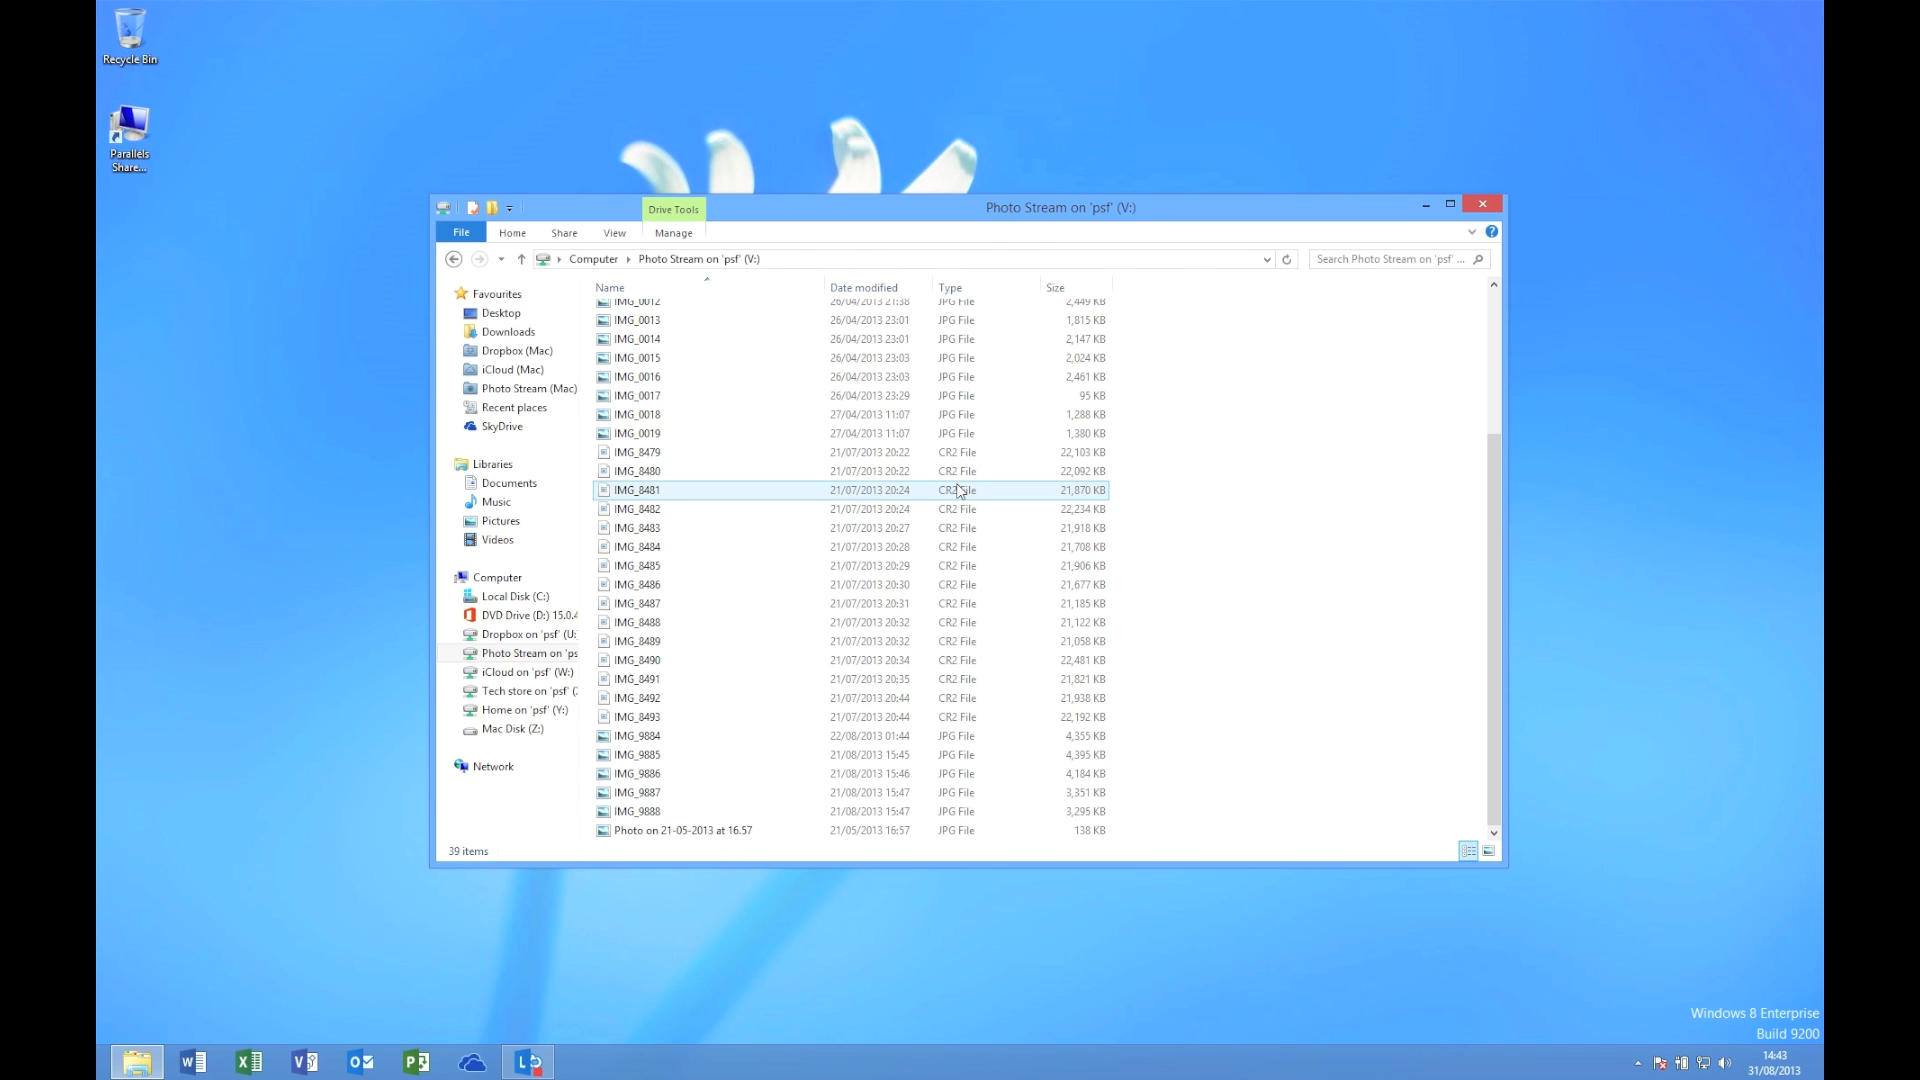 Recycle Bin
Parallels
Share...
Drive Tools
Photo Stream on 'psf' (V:)
File
Home
Share
View
Manage
Computer
Photo Stream on 'psf' (V:)
Search Photo Stream on 'psf' ...
Name
Date modified
Type
Size
Favourites
Desktop
Downloads
Dropbox (Mac)
iCloud (Mac)
Photo Stream (Mac)
Recent places
SkyDrive
Libraries
Documents
Music
Pictures
Videos
Computer
Local Disk (C:)
DVD Drive (D:) 15.0.4
Dropbox on 'psf' (U:
Photo Stream on 'ps
iCloud on 'psf' (W:)
Tech store on 'psf' (
Home on 'psf' (Y:)
Mac Disk (Z:)
Network
IMG_0012 26/04/2013 21:38 JPG File 2,449 KB
IMG_0013 26/04/2013 23:01 JPG File 1,815 KB
IMG_0014 26/04/2013 23:01 JPG File 2,147 KB
IMG_0015 26/04/2013 23:03 JPG File 2,024 KB
IMG_0016 26/04/2013 23:03 JPG File 2,461 KB
IMG_0017 26/04/2013 23:29 JPG File 95 KB
IMG_0018 27/04/2013 11:07 JPG File 1,288 KB
IMG_0019 27/04/2013 11:07 JPG File 1,380 KB
IMG_8479 21/07/2013 20:22 CR2 File 22,103 KB
IMG_8480 21/07/2013 20:22 CR2 File 22,092 KB
IMG_8481 21/07/2013 20:24 CR2 File 21,870 KB
IMG_8482 21/07/2013 20:24 CR2 File 22,234 KB
IMG_8483 21/07/2013 20:27 CR2 File 21,918 KB
IMG_8484 21/07/2013 20:28 CR2 File 21,708 KB
IMG_8485 21/07/2013 20:29 CR2 File 21,906 KB
IMG_8486 21/07/2013 20:30 CR2 File 21,677 KB
IMG_8487 21/07/2013 20:31 CR2 File 21,185 KB
IMG_8488 21/07/2013 20:32 CR2 File 21,122 KB
IMG_8489 21/07/2013 20:32 CR2 File 21,058 KB
IMG_8490 21/07/2013 20:34 CR2 File 22,481 KB
IMG_8491 21/07/2013 20:35 CR2 File 21,821 KB
IMG_8492 21/07/2013 20:44 CR2 File 21,938 KB
IMG_8493 21/07/2013 20:44 CR2 File 22,192 KB
IMG_9884 22/08/2013 01:44 JPG File 4,355 KB
IMG_9885 21/08/2013 15:45 JPG File 4,395 KB
IMG_9886 21/08/2013 15:46 JPG File 4,184 KB
IMG_9887 21/08/2013 15:47 JPG File 3,351 KB
IMG_9888 21/08/2013 15:47 JPG File 3,295 KB
Photo on 21-05-2013 at 16.57 21/05/2013 16:57 JPG File 138 KB
39 items
Windows 8 Enterprise
Build 9200
14:43
31/08/2013